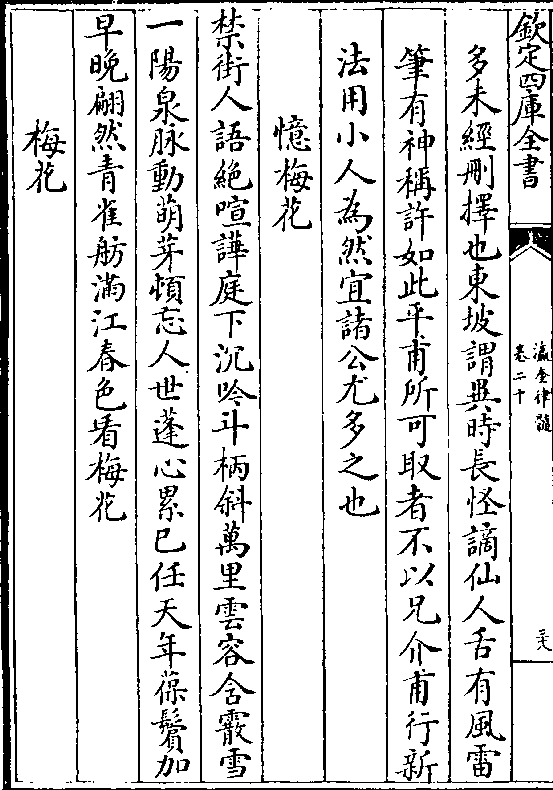 欽定四庫全書
瀛奎律髓
卷二十
多未經刪擇也東坡謂異時長怪謫仙人舌有風雷
筆有神稱許如此平甫所可取者不以兄介甫行新
法用小人為然宜諸公尤多之也
憶梅花
禁街人語絶喧譁庭下沉吟斗柄斜萬里雲容含霰雪
一陽泉脉動萌芽頓忘人世蓬心累已任天年葆鬢加
早晚翩然青雀舫滿江春色看梅花
梅花